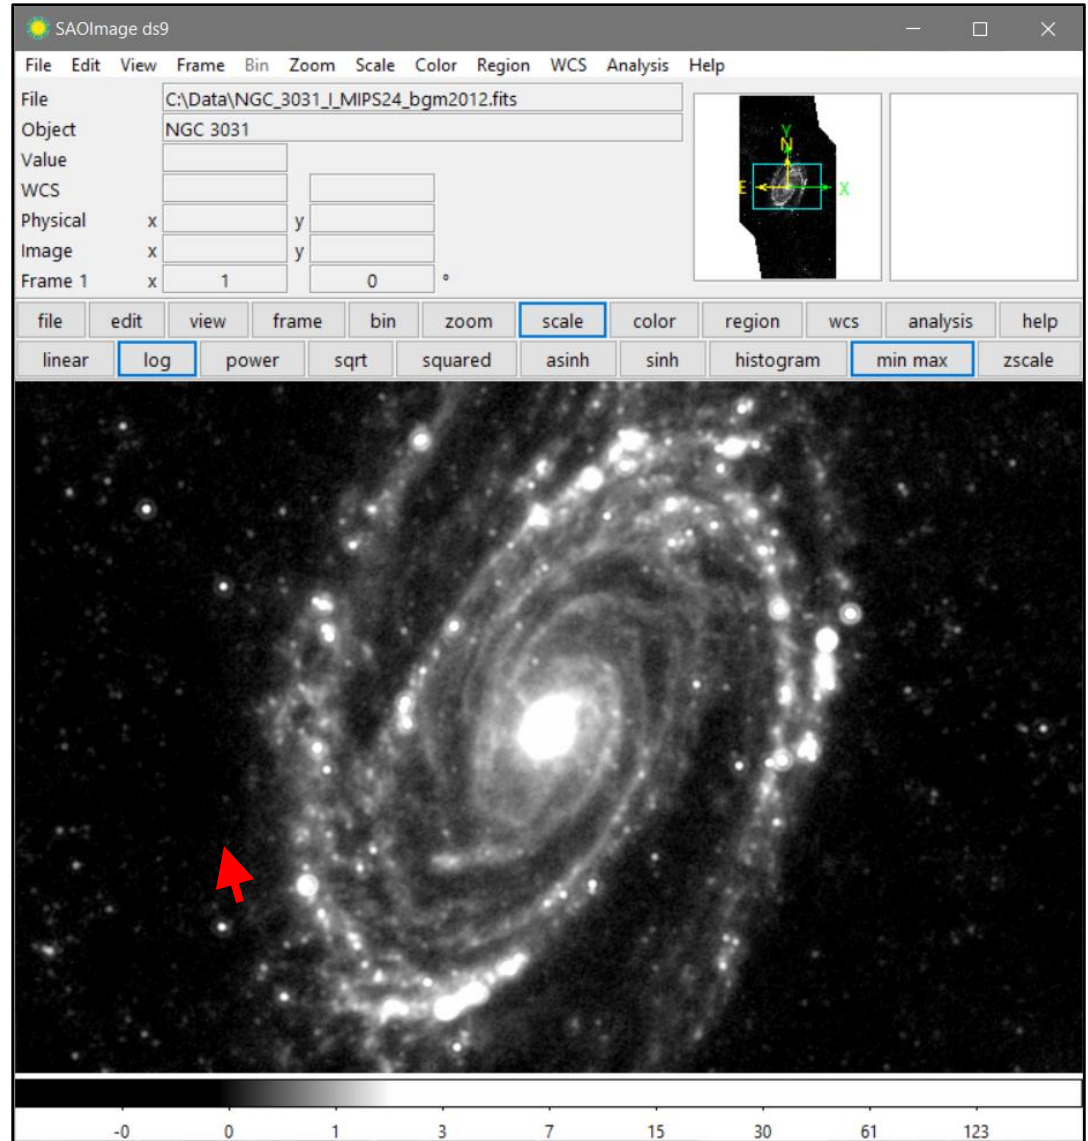 SAOImage ds9
File Edit View Frame Bin Zoom Scale Color Region WCS Analysis Help
File C:\Data\NGC_3031_I_MIPS24_bgm2012.fits
Object NGC 3031
Value
WCS
Physical x y
Image x y
Frame 1 x 1 0 °
Y
N
E X
file edit view frame bin zoom scale color region wcs analysis help
linear log power sqrt squared asinh sinh histogram min max zscale
-0 0 1 3 7 15 30 61 123